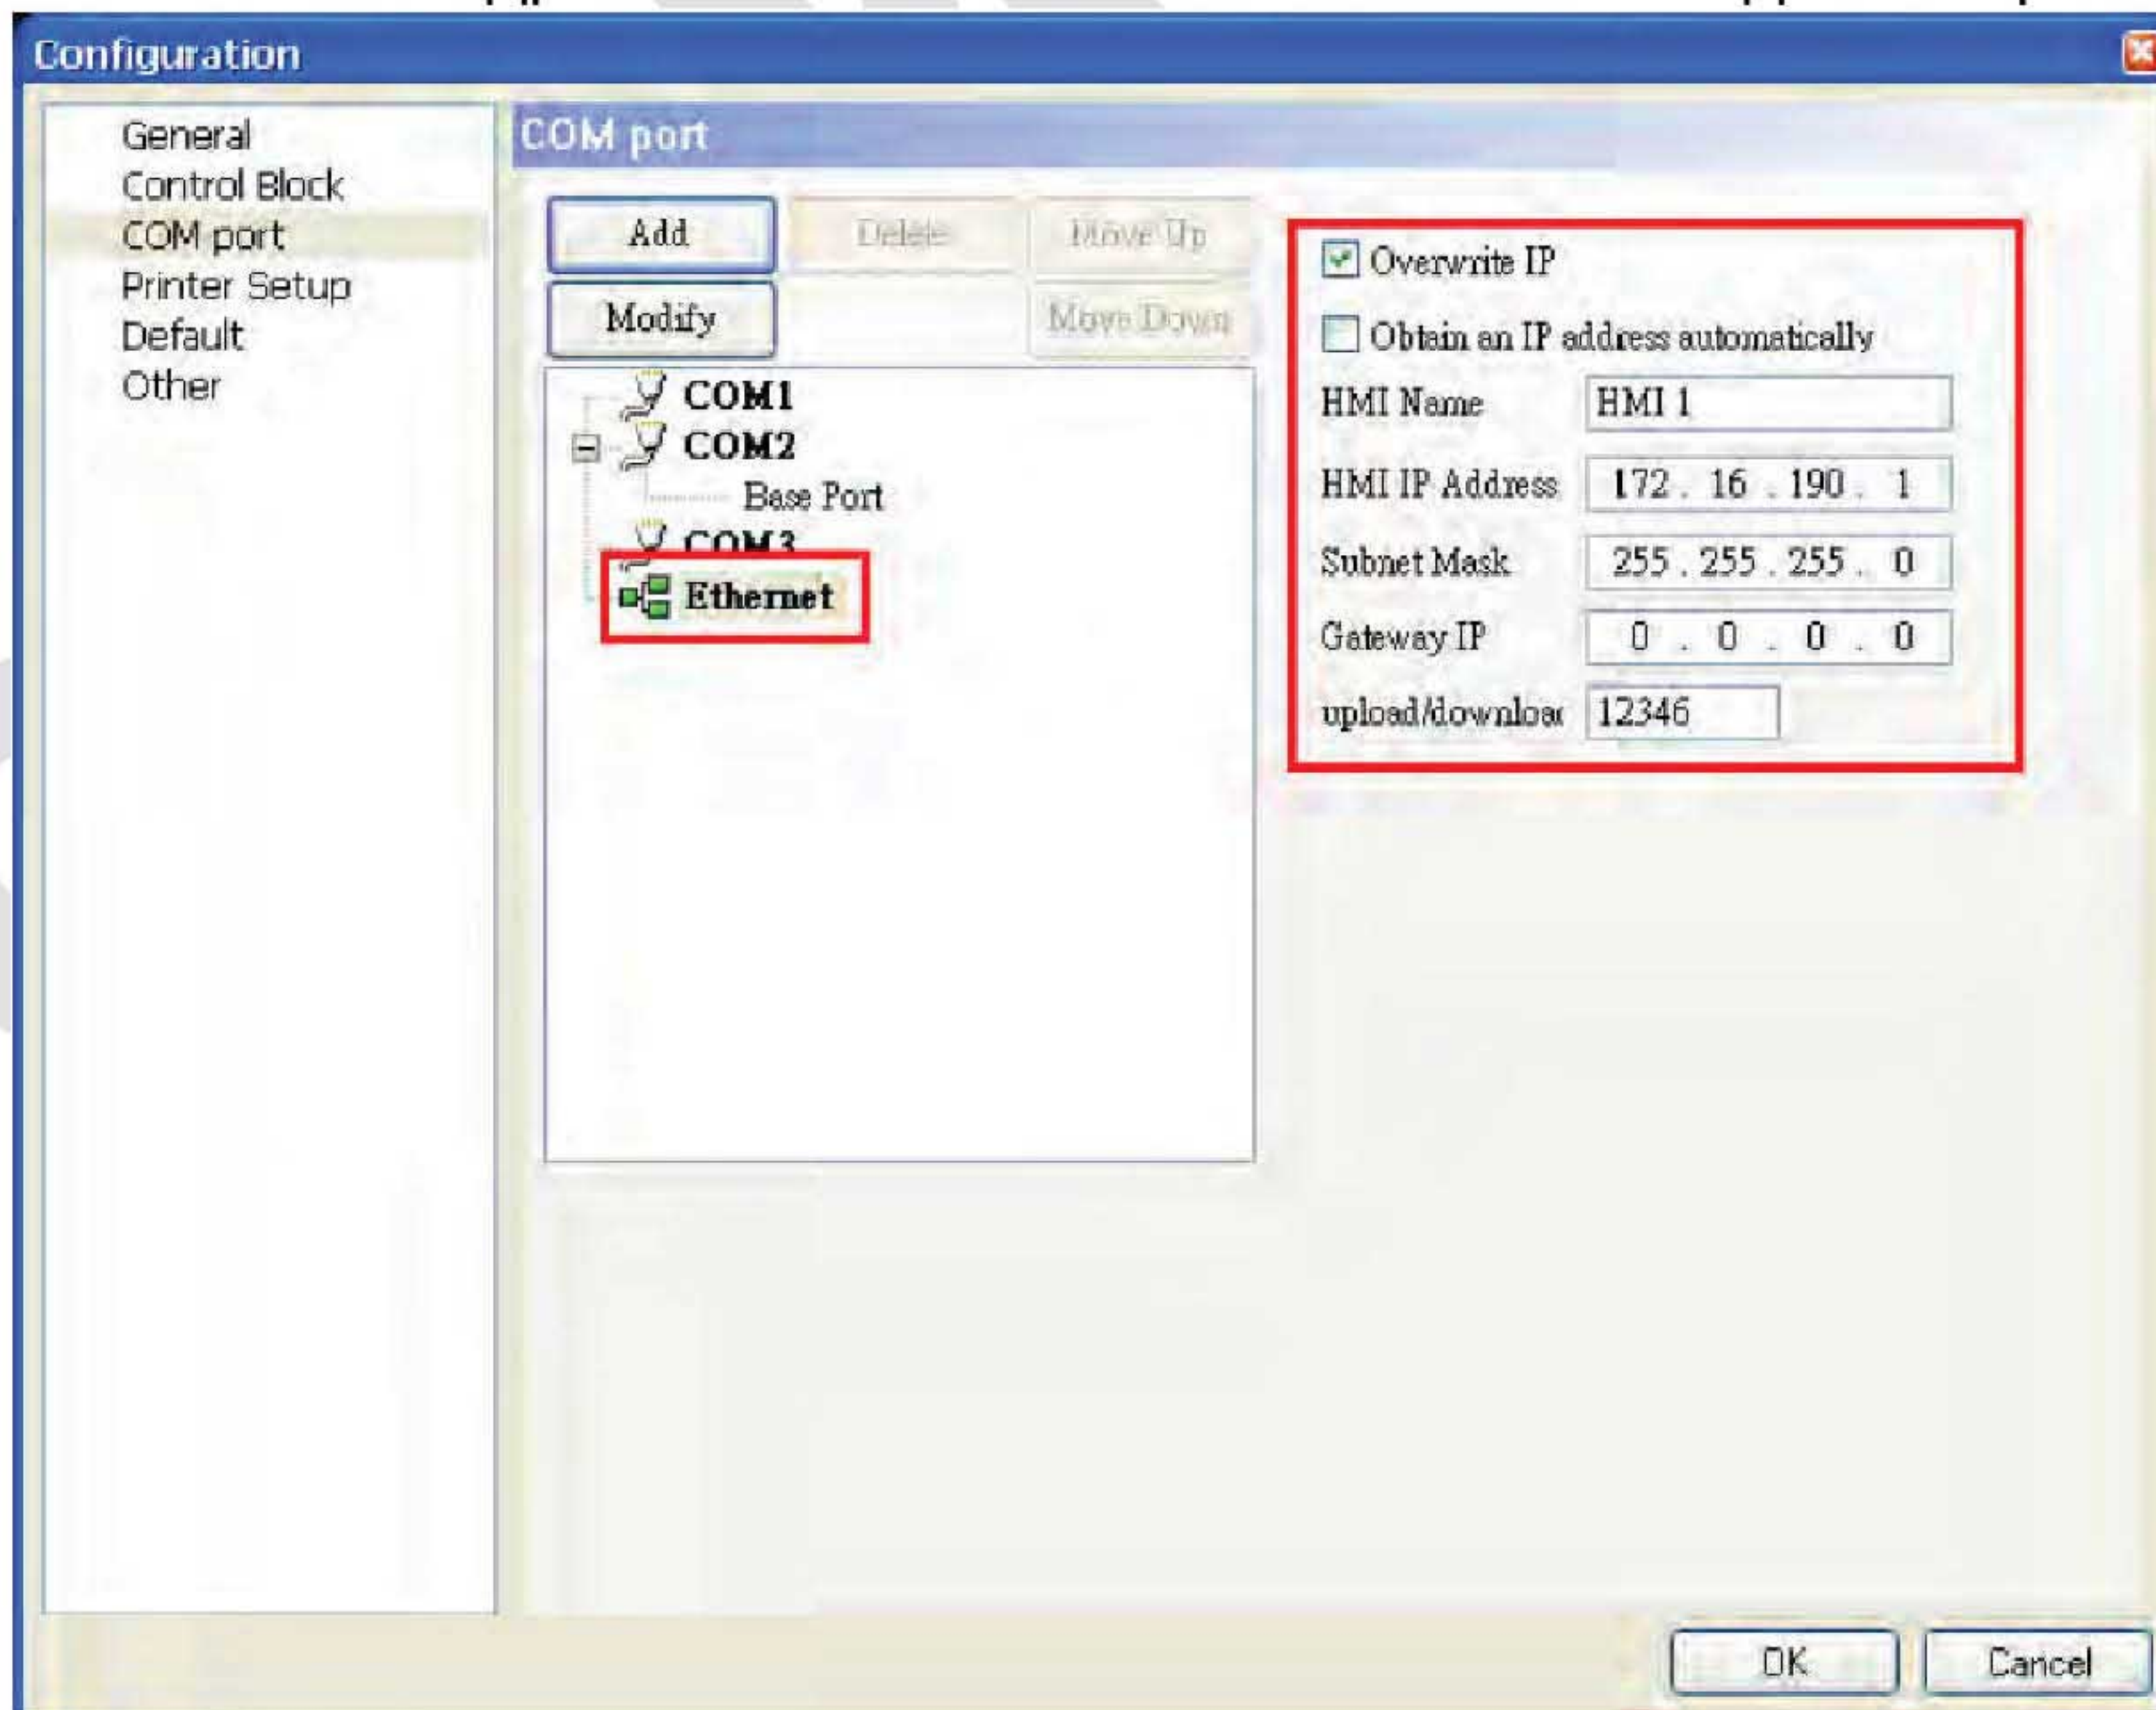 Configuration
General
Control Block
COM port
Printer Setup
Default
Other
COM port
Add
Delete
Move Up
Modify
Move Down
COM1
COM2
Base Port
COM3
Ethernet
Overwrite IP
Obtain an IP address automatically
HMI Name HMI 1
HMI IP Address 172 . 16 . 190 . 1
Subnet Mask 255 . 255 . 255 . 0
Gateway IP 0 . 0 . 0 . 0
upload/downloa 12346
OK
Cancel